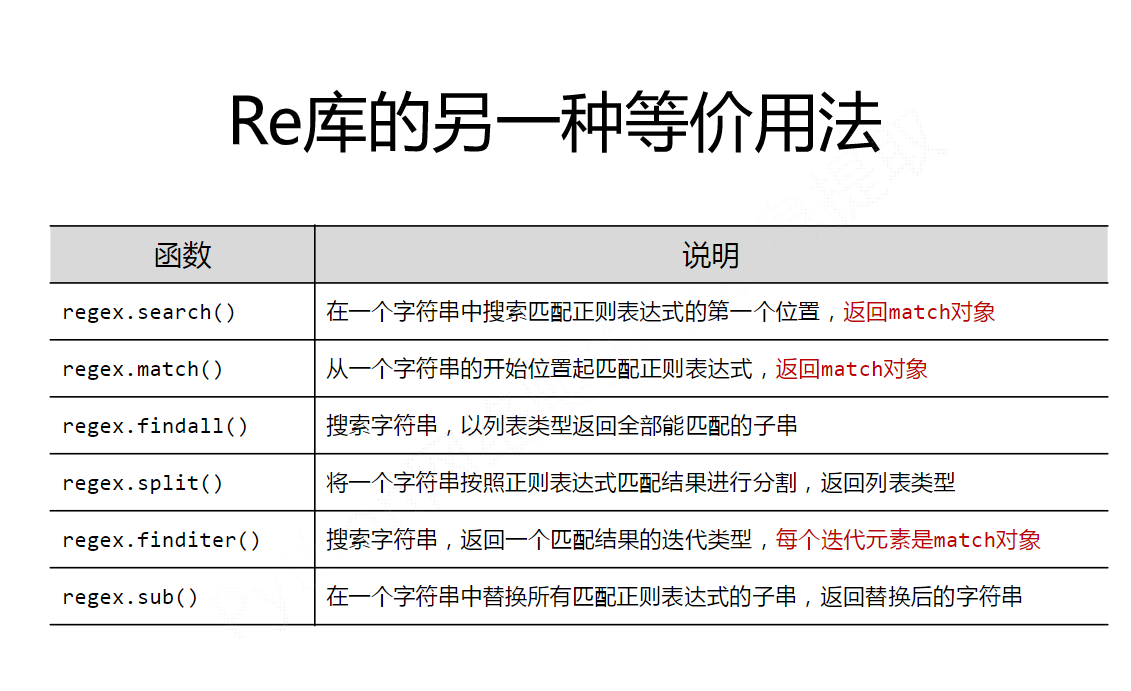 Re库的另一种等价用法
函数 说明
regex.search() 在一个字符串中搜索匹配正则表达式的第一个位置，返回match对象
regex.match() 从一个字符串的开始位置起匹配正则表达式，返回match对象
regex.findall() 搜索字符串，以列表类型返回全部能匹配的子串
regex.split() 将一个字符串按照正则表达式匹配结果进行分割，返回列表类型
regex.finditer() 搜索字符串，返回一个匹配结果的迭代类型，每个迭代元素是match对象
regex.sub() 在一个字符串中替换所有匹配正则表达式的子串，返回替换后的字符串